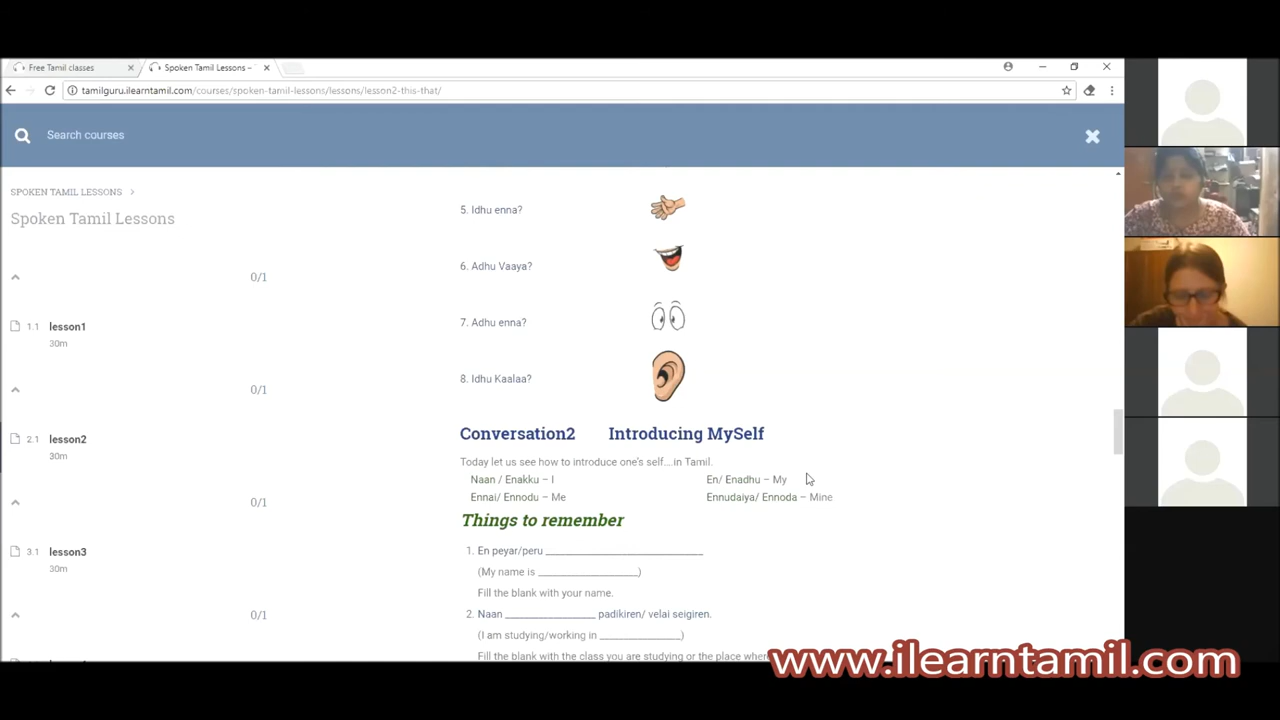 Free Tamil classes
Spoken Tamil Lessons –
tamilguru.ilearntamil.com/courses/spoken-tamil-lessons/lessons/lesson2-this-that/
Search courses
SPOKEN TAMIL LESSONS >
Spoken Tamil Lessons
0/1
1.1 lesson1
30m
0/1
2.1 lesson2
30m
0/1
3.1 lesson3
30m
0/1
5. Idhu enna?
6. Adhu Vaaya?
7. Adhu enna?
8. Idhu Kaalaa?
Conversation2 Introducing MySelf
Today let us see how to introduce one's self....in Tamil.
Naan / Enakku – I En/ Enadhu – My
Ennai/ Ennodu – Me Ennudaiya/ Ennoda – Mine
Things to remember
1. En peyar/peru ______________________________
(My name is ____________________)
Fill the blank with your name.
2. Naan __________________ padikiren/ velai seigiren.
(I am studying/working in ________________)
Fill the blank with the class you are studying or the place where
www.ilearntamil.com